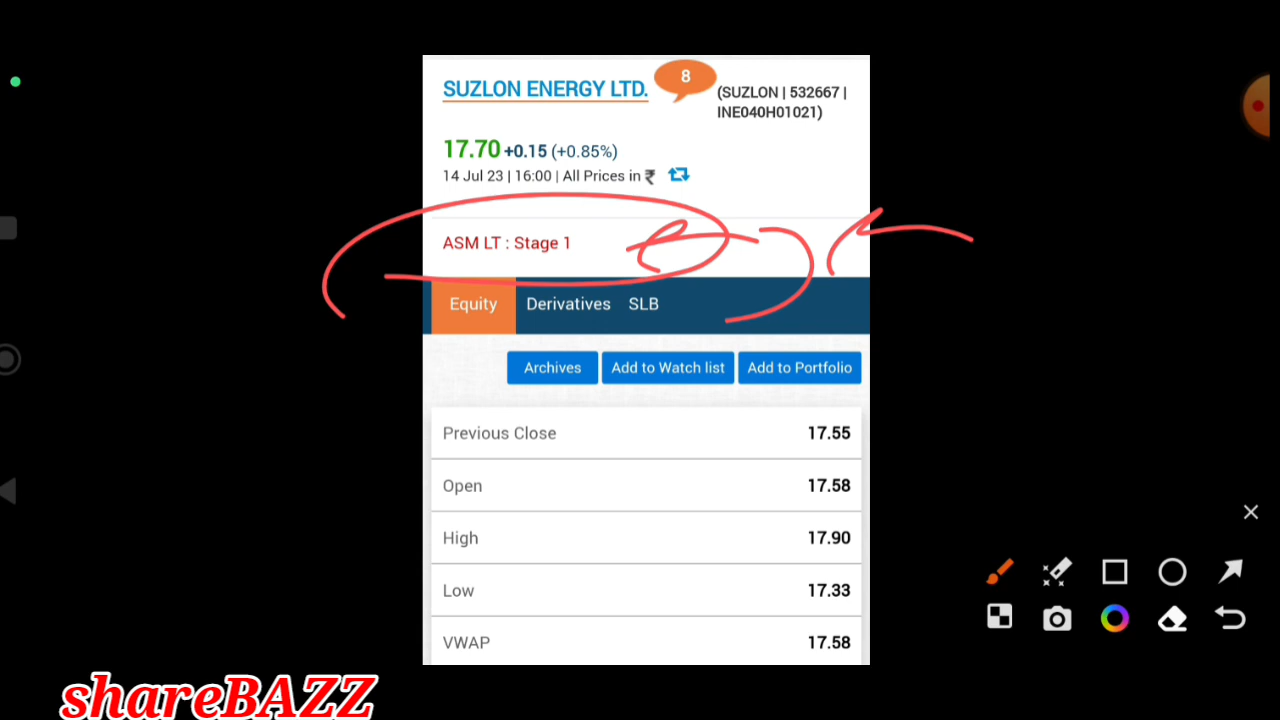 SUZLON ENERGY LTD.
8
(SUZLON | 532667 |
INE040H01021)
17.70 +0.15 (+0.85%)
14 Jul 23 | 16:00 | All Prices in ₹
ASM LT : Stage 1
Equity Derivatives SLB
Archives Add to Watch list Add to Portfolio
Previous Close 17.55
Open 17.58
High 17.90
Low 17.33
VWAP 17.58
shareBAZZ